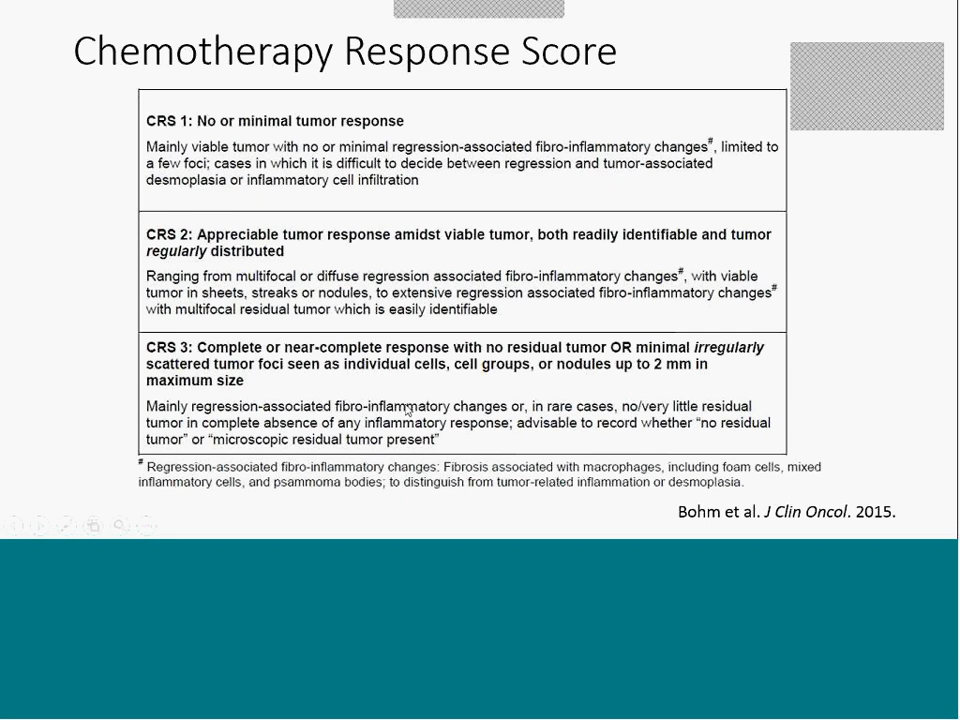 Chemotherapy Response Score
CRS 1: No or minimal tumor response
Mainly viable tumor with no or minimal regression-associated fibro-inflammatory changes#, limited to
a few foci; cases in which it is difficult to decide between regression and tumor-associated
desmoplasia or inflammatory cell infiltration
CRS 2: Appreciable tumor response amidst viable tumor, both readily identifiable and tumor
regularly distributed
Ranging from multifocal or diffuse regression associated fibro-inflammatory changes#, with viable
tumor in sheets, streaks or nodules, to extensive regression associated fibro-inflammatory changes#
with multifocal residual tumor which is easily identifiable
CRS 3: Complete or near-complete response with no residual tumor OR minimal irregularly
scattered tumor foci seen as individual cells, cell groups, or nodules up to 2 mm in
maximum size
Mainly regression-associated fibro-inflammatory changes or, in rare cases, no/very little residual
tumor in complete absence of any inflammatory response; advisable to record whether “no residual
tumor” or “microscopic residual tumor present”
# Regression-associated fibro-inflammatory changes: Fibrosis associated with macrophages, including foam cells, mixed
inflammatory cells, and psammoma bodies; to distinguish from tumor-related inflammation or desmoplasia.
Bohm et al. J Clin Oncol. 2015.